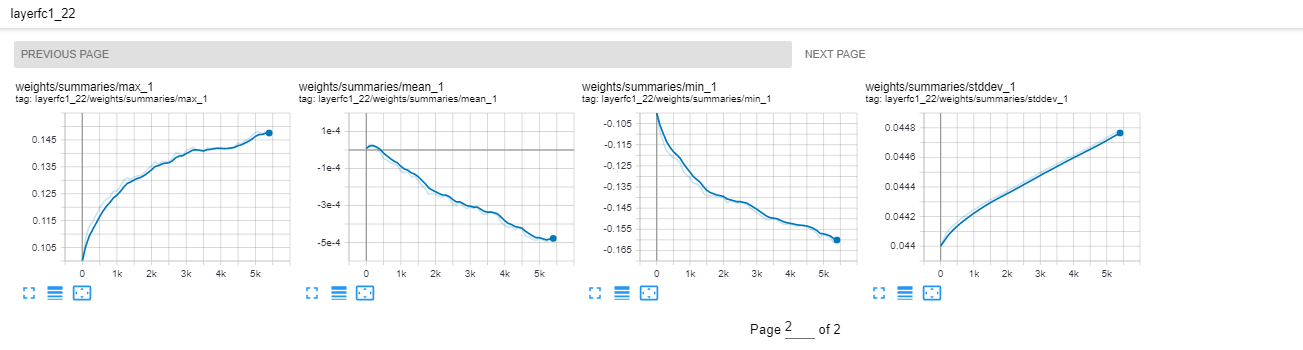 layerfc1_22
PREVIOUS PAGE NEXT PAGE
weights/summaries/max_1
tag: layerfc1_22/weights/summaries/max_1
0.145
0.135
0.125
0.115
0.105
0 1k 2k 3k 4k 5k
weights/summaries/mean_1
tag: layerfc1_22/weights/summaries/mean_1
1e-4
-1e-4
-3e-4
-5e-4
0 1k 2k 3k 4k 5k
weights/summaries/min_1
tag: layerfc1_22/weights/summaries/min_1
-0.105
-0.115
-0.125
-0.135
-0.145
-0.155
-0.165
0 1k 2k 3k 4k 5k
weights/summaries/stddev_1
tag: layerfc1_22/weights/summaries/stddev_1
0.0448
0.0446
0.0444
0.0442
0.044
0 1k 2k 3k 4k 5k
Page 2 of 2